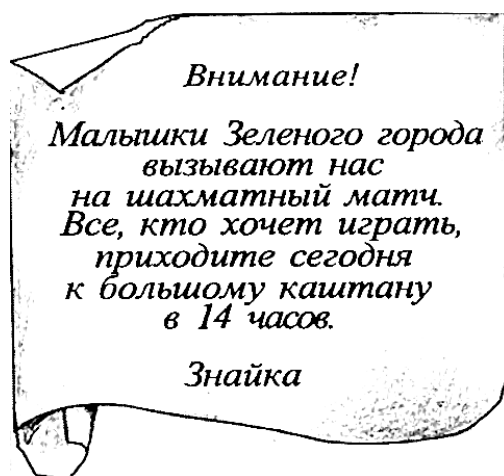 Внимание!
Малышки Зеленого города
вызывают нас
на шахматный матч.
Все, кто хочет играть,
приходите сегодня
к большому каштану
в 14 часов.
Знайка